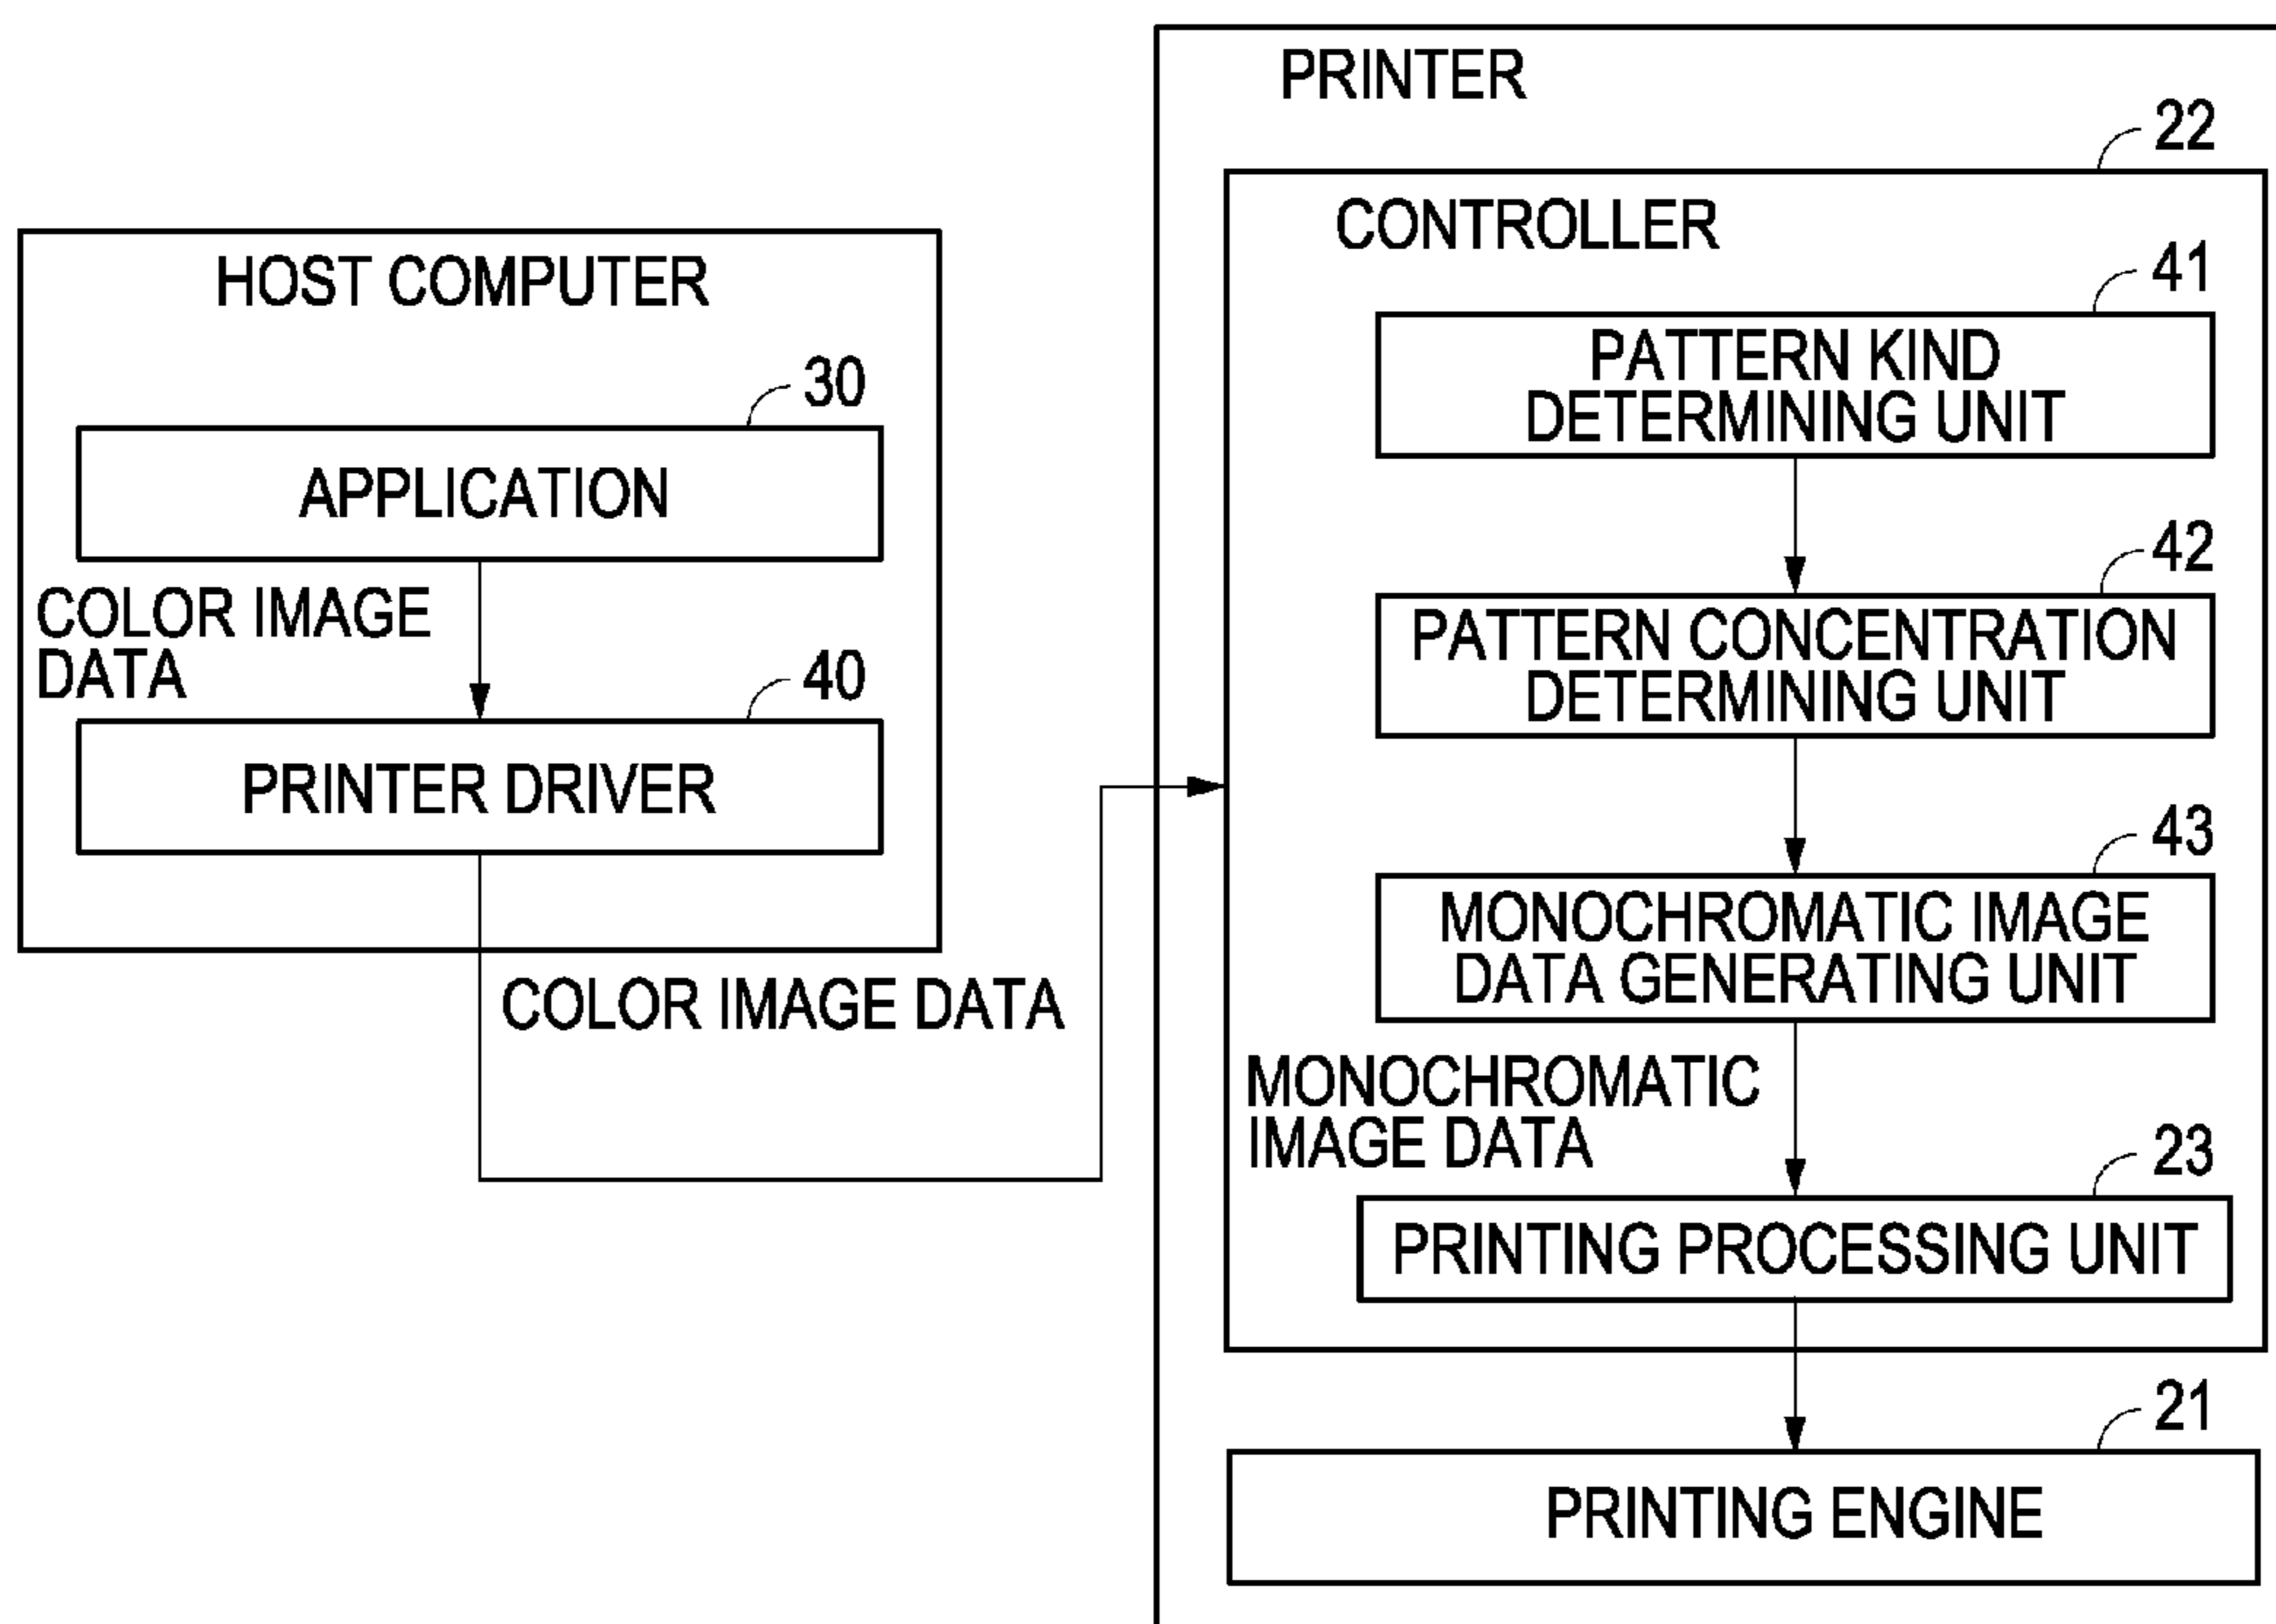 HOST COMPUTER
30
APPLICATION
COLOR IMAGE
DATA
40
PRINTER DRIVER
COLOR IMAGE DATA
PRINTER
22
CONTROLLER
41
PATTERN KIND
DETERMINING UNIT
42
PATTERN CONCENTRATION
DETERMINING UNIT
43
MONOCHROMATIC IMAGE
DATA GENERATING UNIT
MONOCHROMATIC
IMAGE DATA
23
PRINTING PROCESSING UNIT
21
PRINTING ENGINE